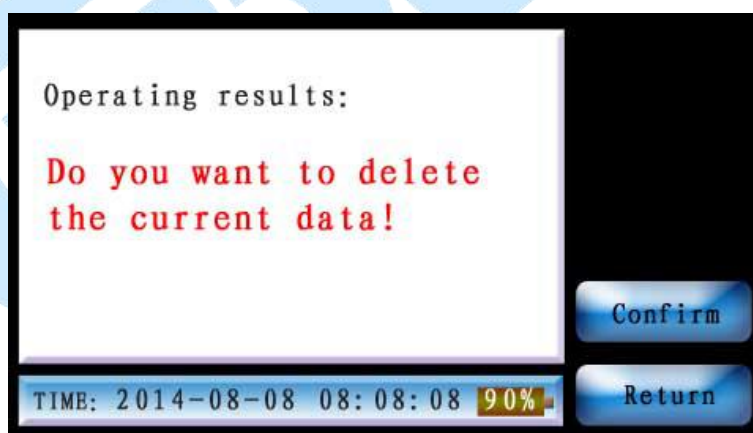 Operating results:
Do you want to delete
the current data!
Confirm
TIME: 2014-08-08 08:08:08 90%
Return